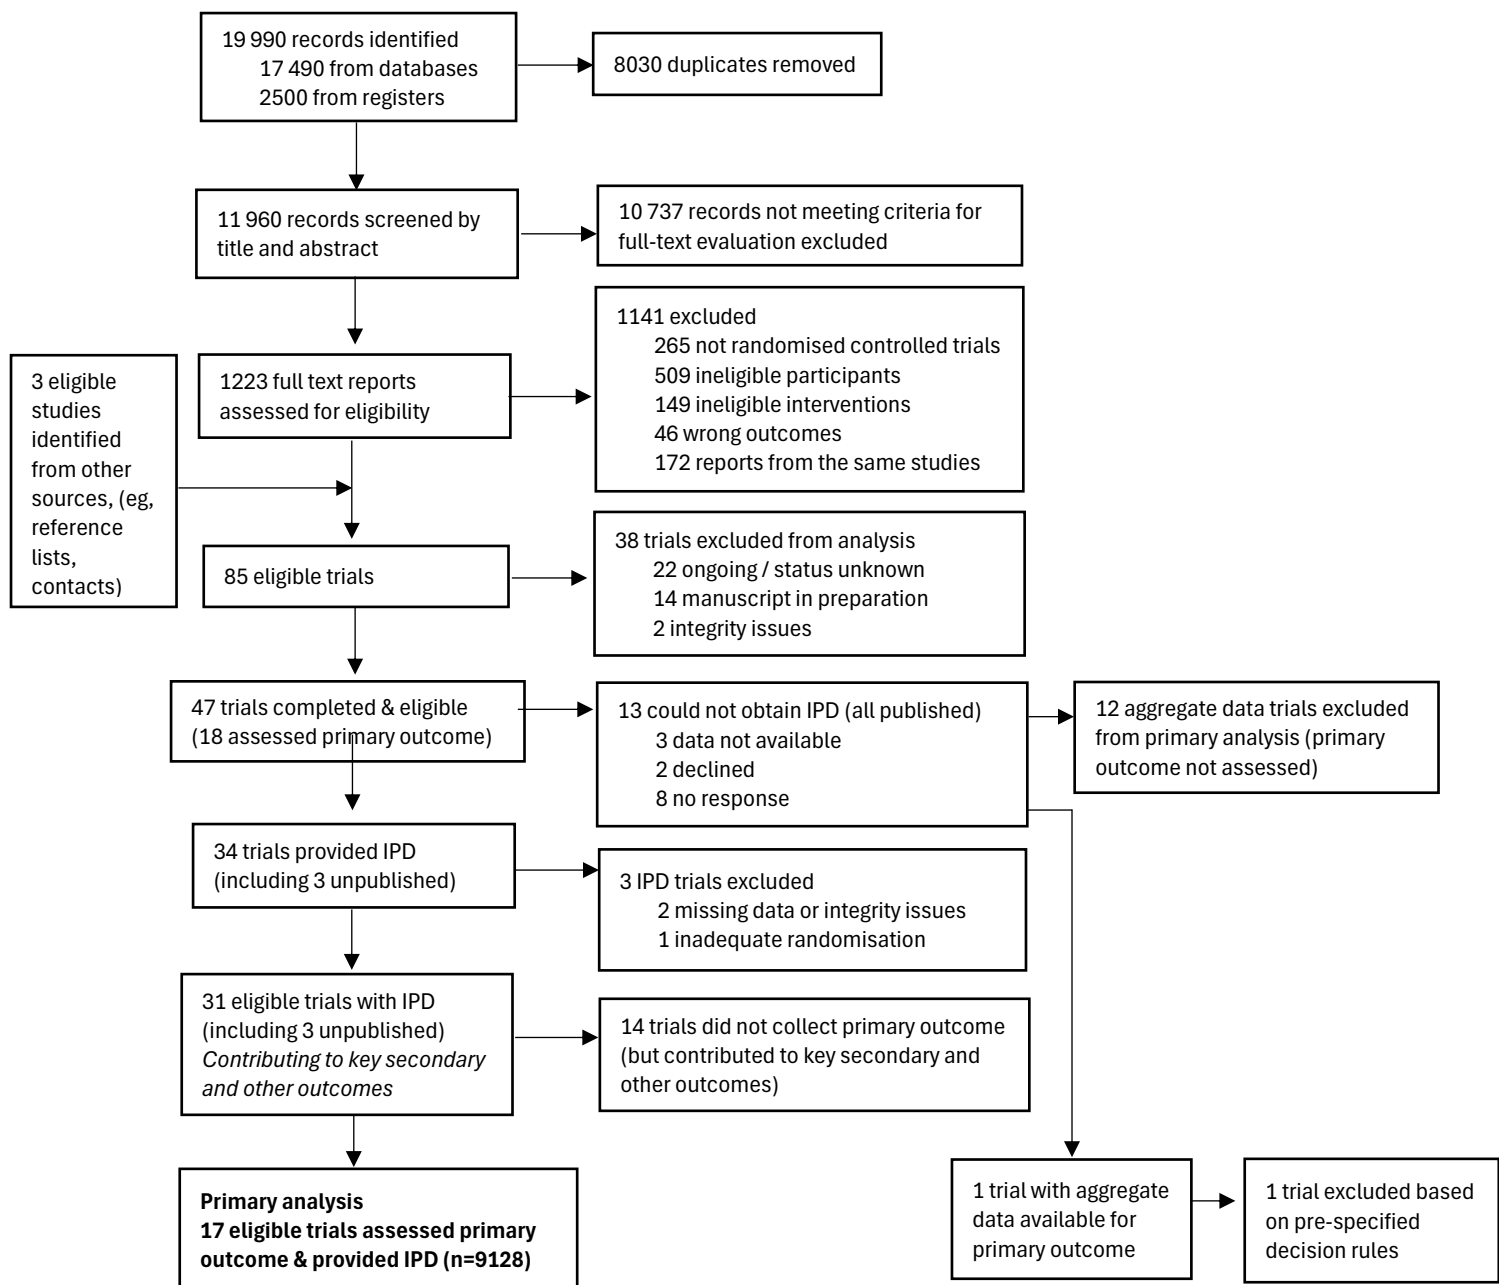 19 990 records identified
17 490 from databases
2500 from registers
8030 duplicates removed
11 960 records screened by
title and abstract
10 737 records not meeting criteria for
full-text evaluation excluded
1223 full text reports
assessed for eligibility
1141 excluded
265 not randomised controlled trials
509 ineligible participants
149 ineligible interventions
46 wrong outcomes
172 reports from the same studies
3 eligible
studies
identified
from other
sources, (eg,
reference
lists,
contacts)
85 eligible trials
38 trials excluded from analysis
22 ongoing / status unknown
14 manuscript in preparation
2 integrity issues
47 trials completed & eligible
(18 assessed primary outcome)
13 could not obtain IPD (all published)
3 data not available
2 declined
8 no response
12 aggregate data trials excluded
from primary analysis (primary
outcome not assessed)
34 trials provided IPD
(including 3 unpublished)
3 IPD trials excluded
2 missing data or integrity issues
1 inadequate randomisation
31 eligible trials with IPD
(including 3 unpublished)
Contributing to key secondary
and other outcomes
14 trials did not collect primary outcome
(but contributed to key secondary and
other outcomes)
Primary analysis
17 eligible trials assessed primary
outcome & provided IPD (n=9128)
1 trial with aggregate
data available for
primary outcome
1 trial excluded based
on pre-specified
decision rules